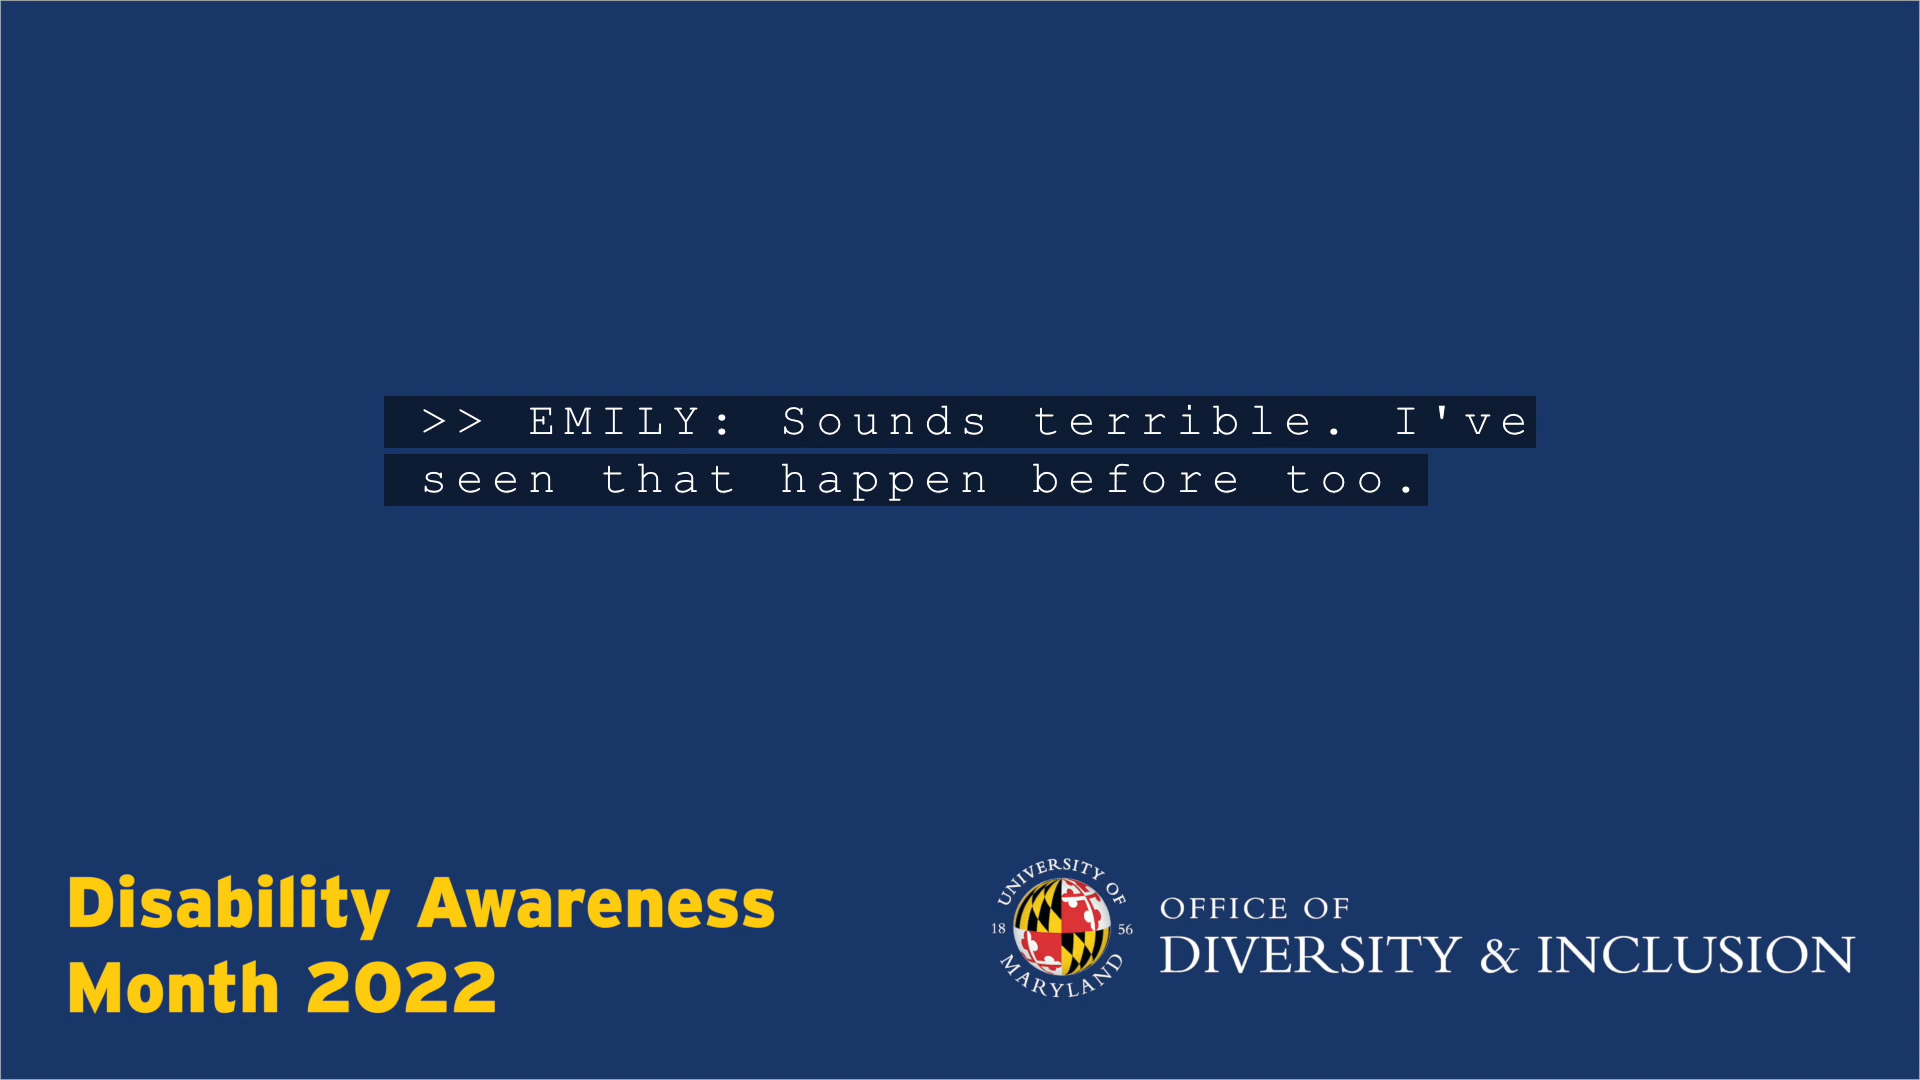 >> EMILY: Sounds terrible. I've
seen that happen before too.
Disability Awareness
Month 2022
UNIVERSITY OF
18 56
MARYLAND
OFFICE OF
DIVERSITY & INCLUSION